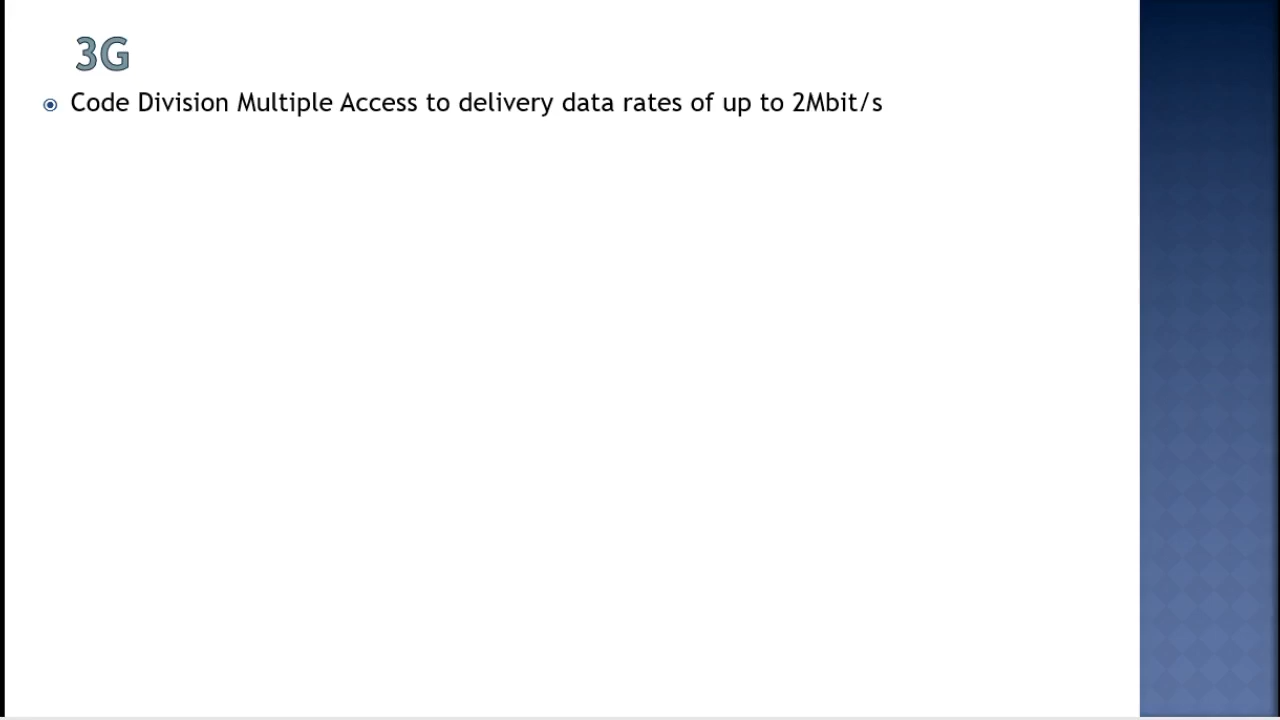 3G
Code Division Multiple Access to delivery data rates of up to 2Mbit/s